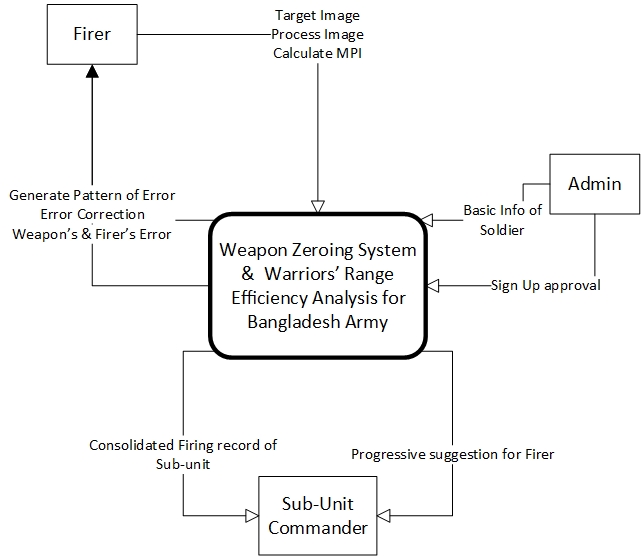 Firer
Target Image
Process Image
Calculate MPI
Admin
Generate Pattern of Error
Error Correction
Weapon's & Firer's Error
Basic Info of
Soldier
Weapon Zeroing System
& Warriors' Range
Efficiency Analysis for
Bangladesh Army
Sign Up approval
Consolidated Firing record of
Sub-unit
Progressive suggestion for Firer
Sub-Unit
Commander